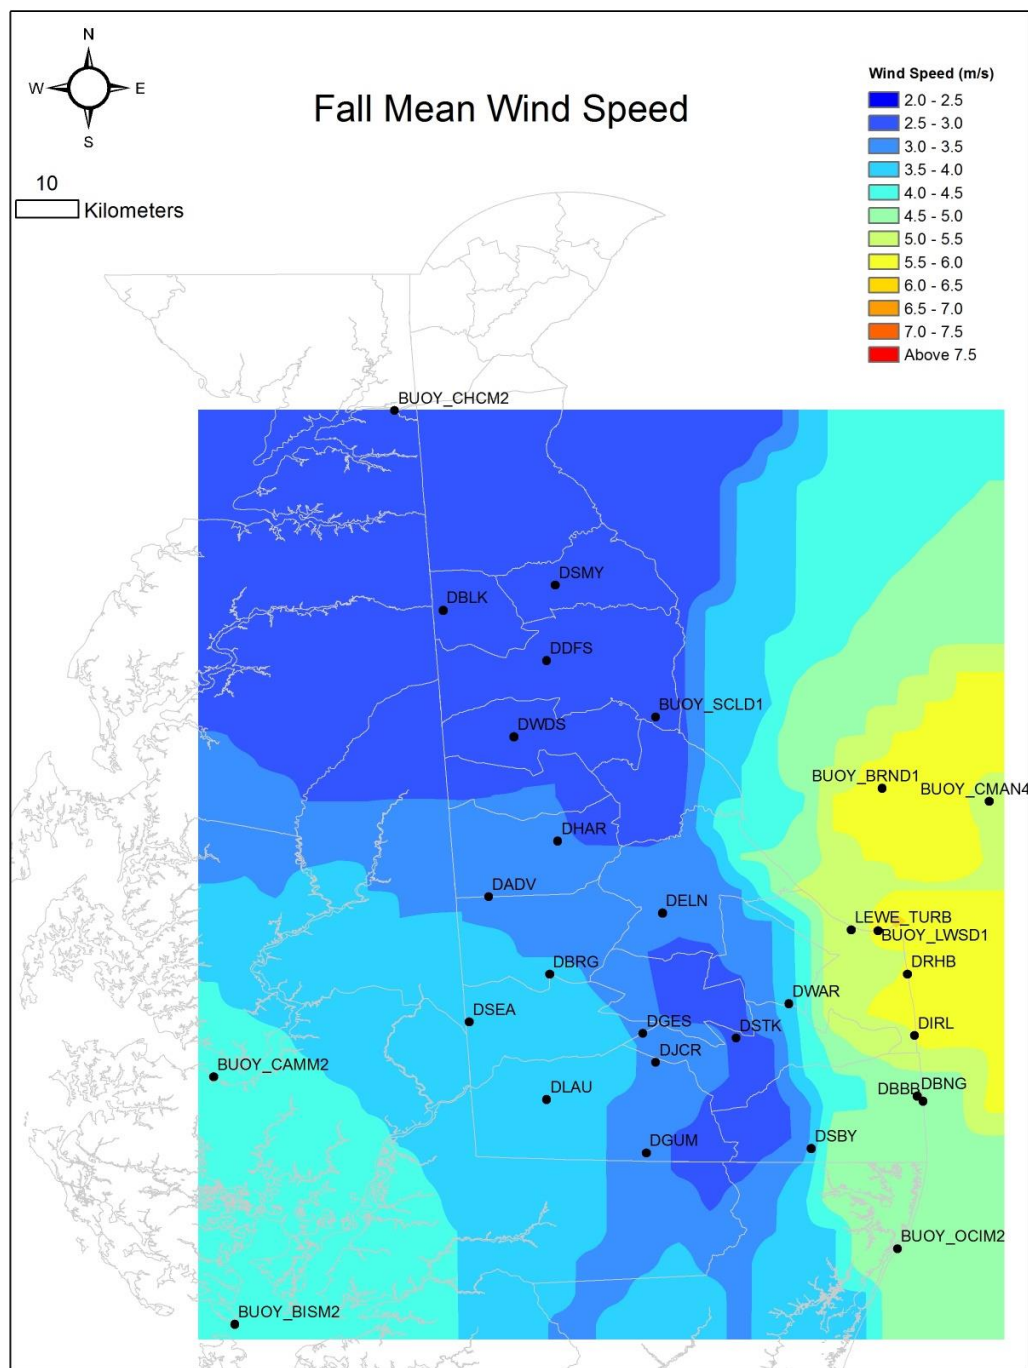 N
W E
S
Fall Mean Wind Speed
10
Kilometers
Wind Speed (m/s)
2.0 - 2.5
2.5 - 3.0
3.0 - 3.5
3.5 - 4.0
4.0 - 4.5
4.5 - 5.0
5.0 - 5.5
5.5 - 6.0
6.0 - 6.5
6.5 - 7.0
7.0 - 7.5
Above 7.5
BUOY_CHCM2
DSMY
DBLK
DDFS
BUOY_SCLD1
DWDS
BUOY_BRND1
BUOY_CMAN4
DHAR
DADV
DELN
LEWE_TURB
BUOY_LWSD1
DBRG
DRHB
DSEA
DWAR
DGES
DSTK
DIRL
DJCR
BUOY_CAMM2
DLAU
DBBB
DBNG
DGUM
DSBY
BUOY_OCIM2
BUOY_BISM2